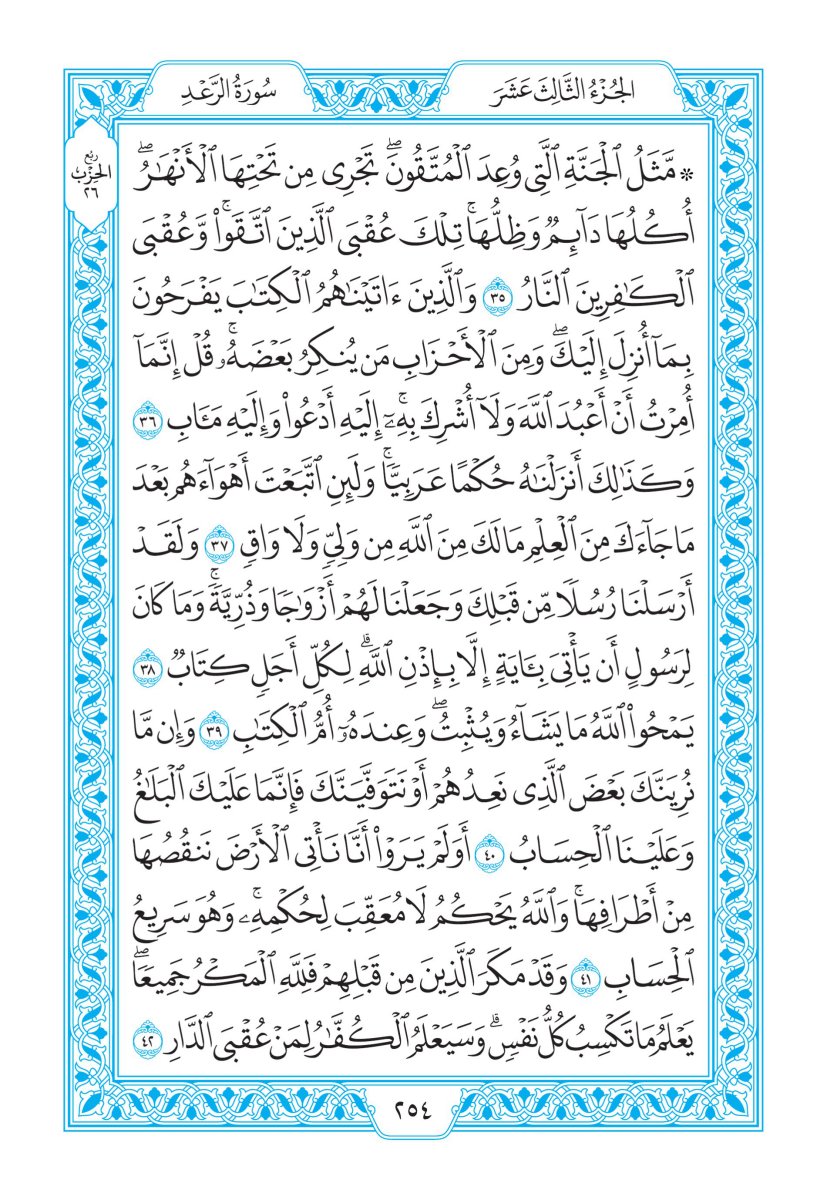 الجُزْءُ الثَّالِثَ عَشَرَ
سُورَةُ الرَّعْدِ
رُبْعُ
الحِزْبِ
٢٦
۞ مَّثَلُ ٱلْجَنَّةِ ٱلَّتِى وُعِدَ ٱلْمُتَّقُونَۖ تَجْرِى مِن تَحْتِهَا ٱلْأَنْهَٰرُۖ
أُكُلُهَا دَآئِمٌ وَظِلُّهَاۚ تِلْكَ عُقْبَى ٱلَّذِينَ ٱتَّقَوا۟ۚ وَّعُقْبَى
ٱلْكَٰفِرِينَ ٱلنَّارُ ٣٥ وَٱلَّذِينَ ءَاتَيْنَٰهُمُ ٱلْكِتَٰبَ يَفْرَحُونَ
بِمَآ أُنزِلَ إِلَيْكَۖ وَمِنَ ٱلْأَحْزَابِ مَن يُنكِرُ بَعْضَهُۥۚ قُلْ إِنَّمَآ
أُمِرْتُ أَنْ أَعْبُدَ ٱللَّهَ وَلَآ أُشْرِكَ بِهِۦٓۚ إِلَيْهِ أَدْعُوا۟ وَإِلَيْهِ مَـَٔابِ ٣٦
وَكَذَٰلِكَ أَنزَلْنَٰهُ حُكْمًا عَرَبِيًّاۚ وَلَئِنِ ٱتَّبَعْتَ أَهْوَآءَهُم بَعْدَ
مَا جَآءَكَ مِنَ ٱلْعِلْمِ مَا لَكَ مِنَ ٱللَّهِ مِن وَلِىٍّ وَلَا وَاقٍ ٣٧ وَلَقَدْ
أَرْسَلْنَا رُسُلًا مِّن قَبْلِكَ وَجَعَلْنَا لَهُمْ أَزْوَٰجًا وَذُرِّيَّةًۚ وَمَا كَانَ
لِرَسُولٍ أَن يَأْتِىَ بِـَٔايَةٍ إِلَّا بِإِذْنِ ٱللَّهِۗ لِكُلِّ أَجَلٍ كِتَابٌ ٣٨
يَمْحُوا۟ ٱللَّهُ مَا يَشَآءُ وَيُثْبِتُۖ وَعِندَهُۥٓ أُمُّ ٱلْكِتَٰبِ ٣٩ وَإِن مَّا
نُرِيَنَّكَ بَعْضَ ٱلَّذِى نَعِدُهُمْ أَوْ نَتَوَفَّيَنَّكَ فَإِنَّمَا عَلَيْكَ ٱلْبَلَٰغُ
وَعَلَيْنَا ٱلْحِسَابُ ٤٠ أَوَلَمْ يَرَوْا۟ أَنَّا نَأْتِى ٱلْأَرْضَ نَنقُصُهَا
مِنْ أَطْرَافِهَاۚ وَٱللَّهُ يَحْكُمُ لَا مُعَقِّبَ لِحُكْمِهِۦۚ وَهُوَ سَرِيعُ
ٱلْحِسَابِ ٤١ وَقَدْ مَكَرَ ٱلَّذِينَ مِن قَبْلِهِمْ فَلِلَّهِ ٱلْمَكْرُ جَمِيعًاۖ
يَعْلَمُ مَا تَكْسِبُ كُلُّ نَفْسٍۗ وَسَيَعْلَمُ ٱلْكُفَّٰرُ لِمَنْ عُقْبَى ٱلدَّارِ ٤٢
٢٥٤